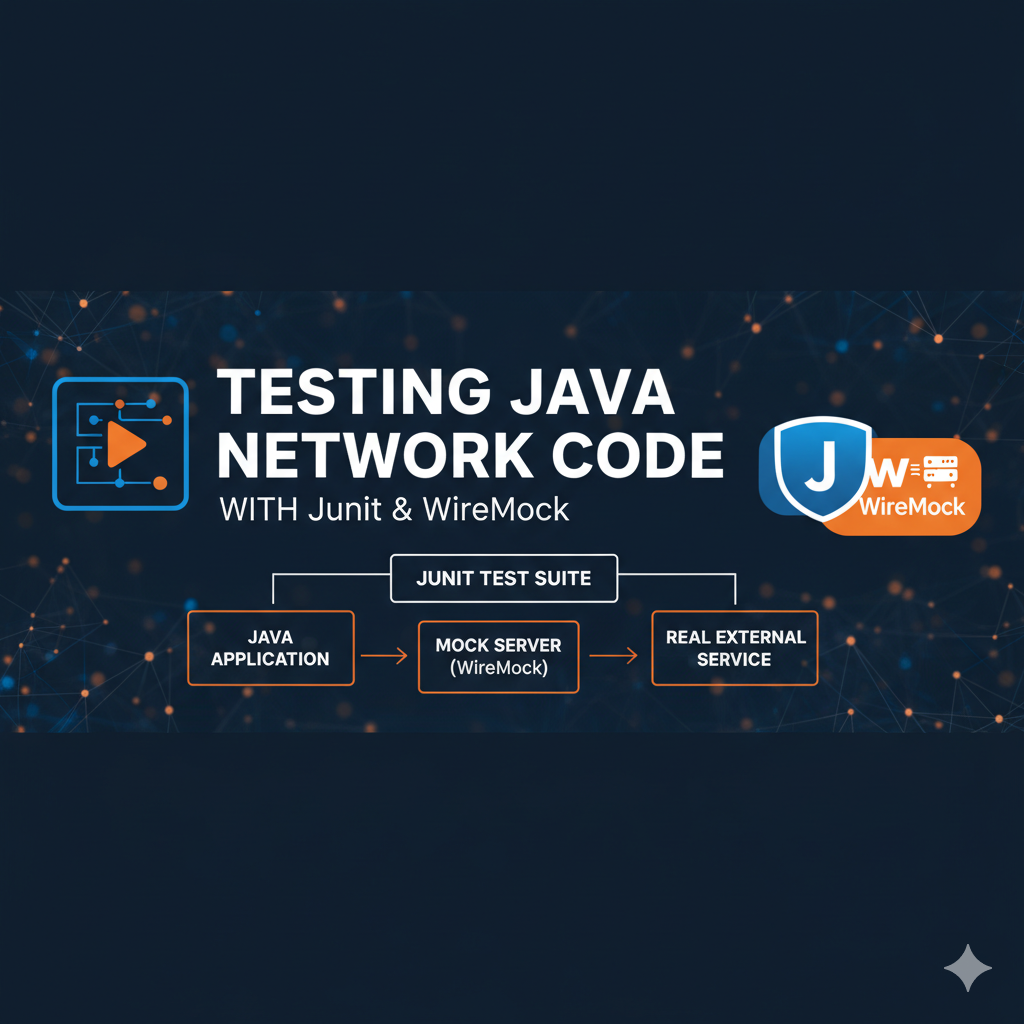 TESTING JAVA
NETWORK CODE
WITH Junit & WireMock
J
W
WireMock
JUNIT TEST SUITE
JAVA
APPLICATION
MOCK SERVER
(WireMock)
REAL EXTERNAL
SERVICE